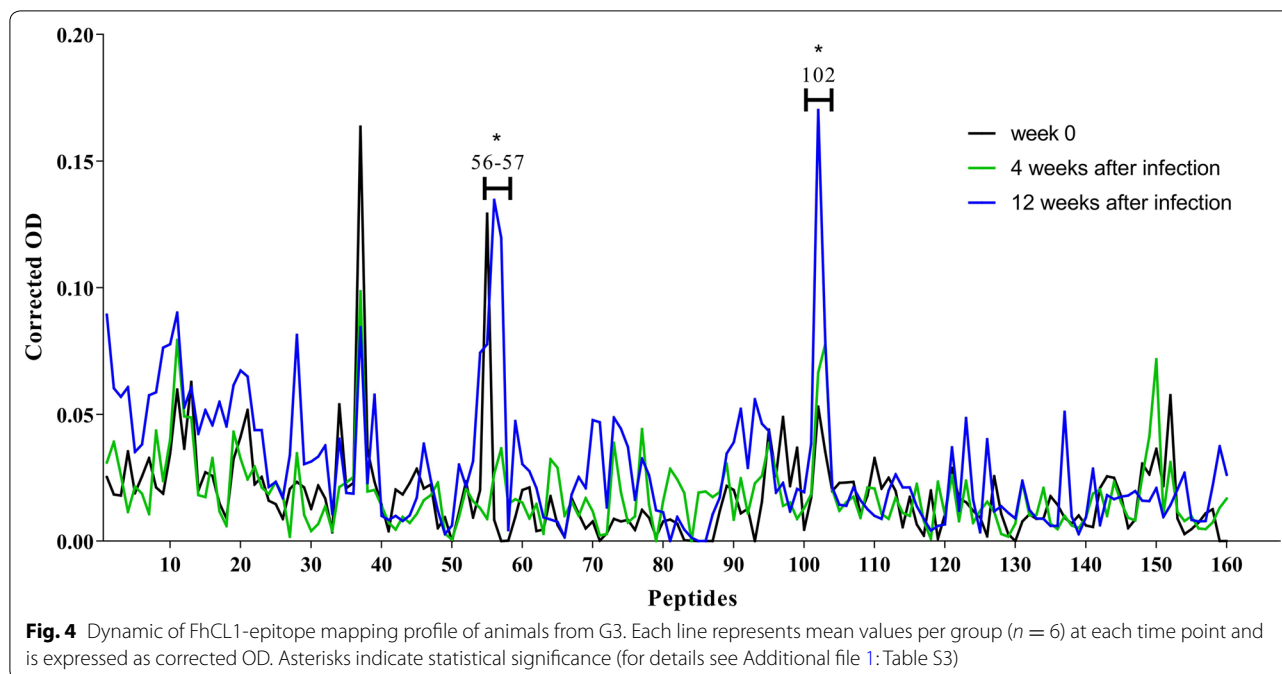 0.20
0.15
0.10
0.05
0.00
Corrected OD
*
56-57
*
102
week 0
4 weeks after infection
12 weeks after infection
10 20 30 40 50 60 70 80 90 100 110 120 130 140 150 160
Peptides
Fig. 4 Dynamic of FhCL1-epitope mapping profile of animals from G3. Each line represents mean values per group (n = 6) at each time point and
is expressed as corrected OD. Asterisks indicate statistical significance (for details see Additional file 1: Table S3)